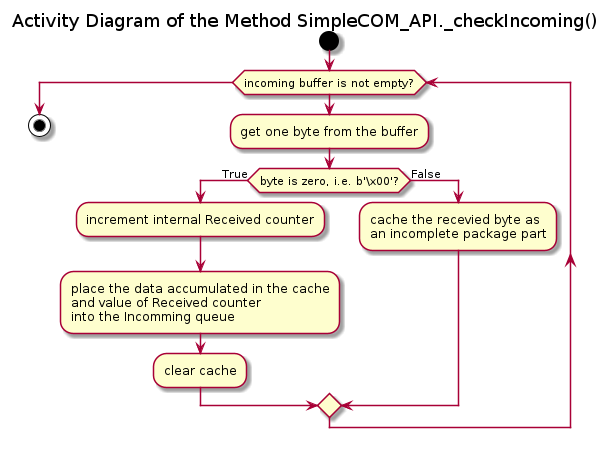 Activity Diagram of the Method SimpleCOM_API._checkIncoming()
incoming buffer is not empty?
get one byte from the buffer
True
byte is zero, i.e. b'\x00'?
False
increment internal Received counter
cache the recevied byte as
an incomplete package part
place the data accumulated in the cache
and value of Received counter
into the Incomming queue
clear cache